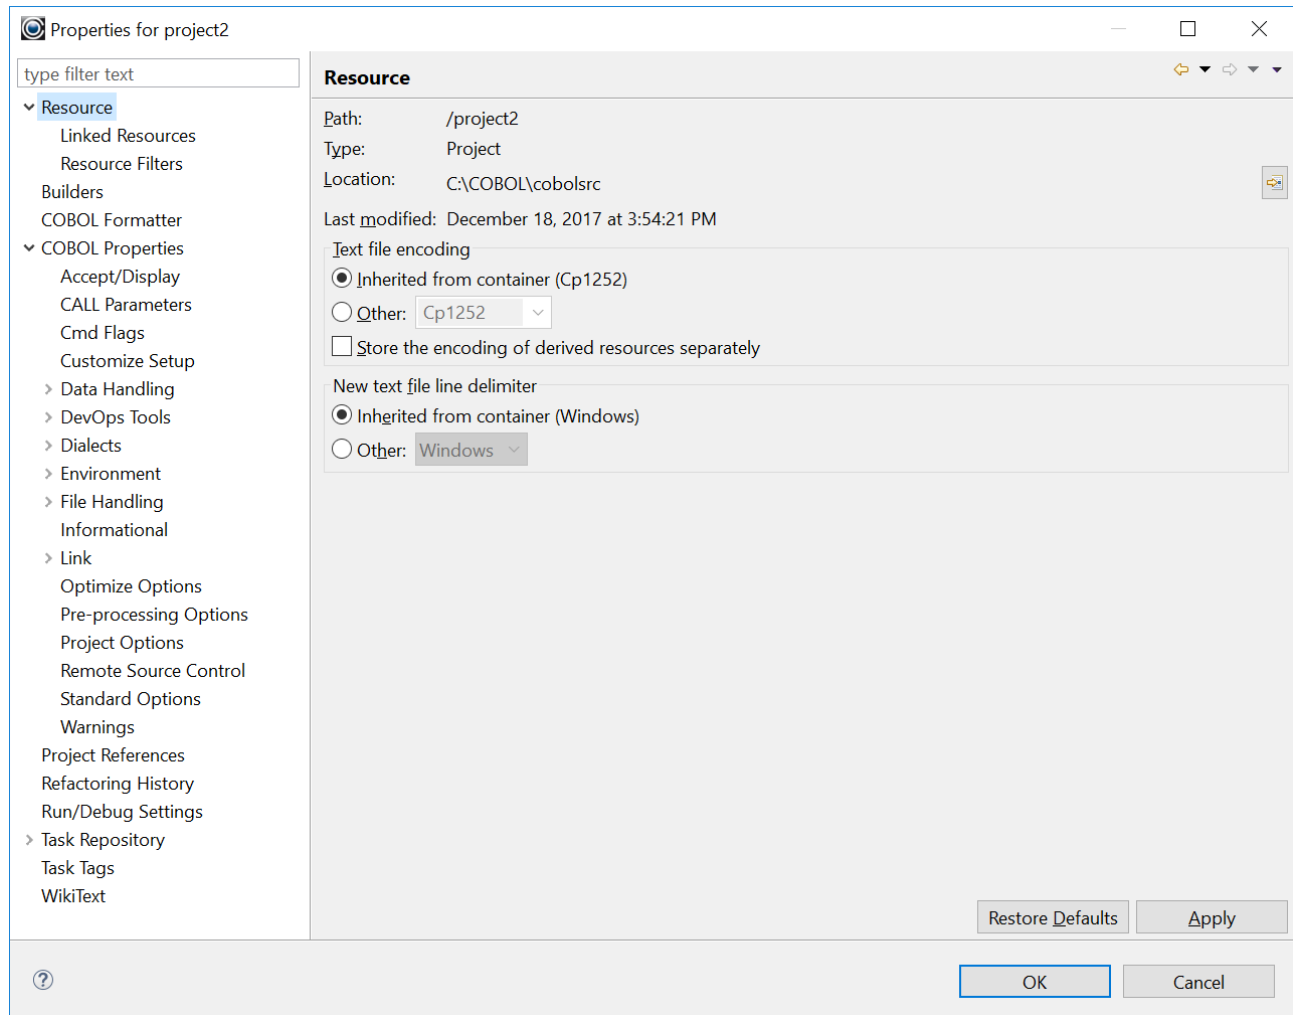 Properties for project2
type filter text
Resource
Linked Resources
Resource Filters
Builders
COBOL Formatter
COBOL Properties
Accept/Display
CALL Parameters
Cmd Flags
Customize Setup
Data Handling
DevOps Tools
Dialects
Environment
File Handling
Informational
Link
Optimize Options
Pre-processing Options
Project Options
Remote Source Control
Standard Options
Warnings
Project References
Refactoring History
Run/Debug Settings
Task Repository
Task Tags
WikiText
Resource
Path: /project2
Type: Project
Location: C:\COBOL\cobolsrc
Last modified: December 18, 2017 at 3:54:21 PM
Text file encoding
Inherited from container (Cp1252)
Other: Cp1252
Store the encoding of derived resources separately
New text file line delimiter
Inherited from container (Windows)
Other: Windows
Restore Defaults Apply
? OK Cancel